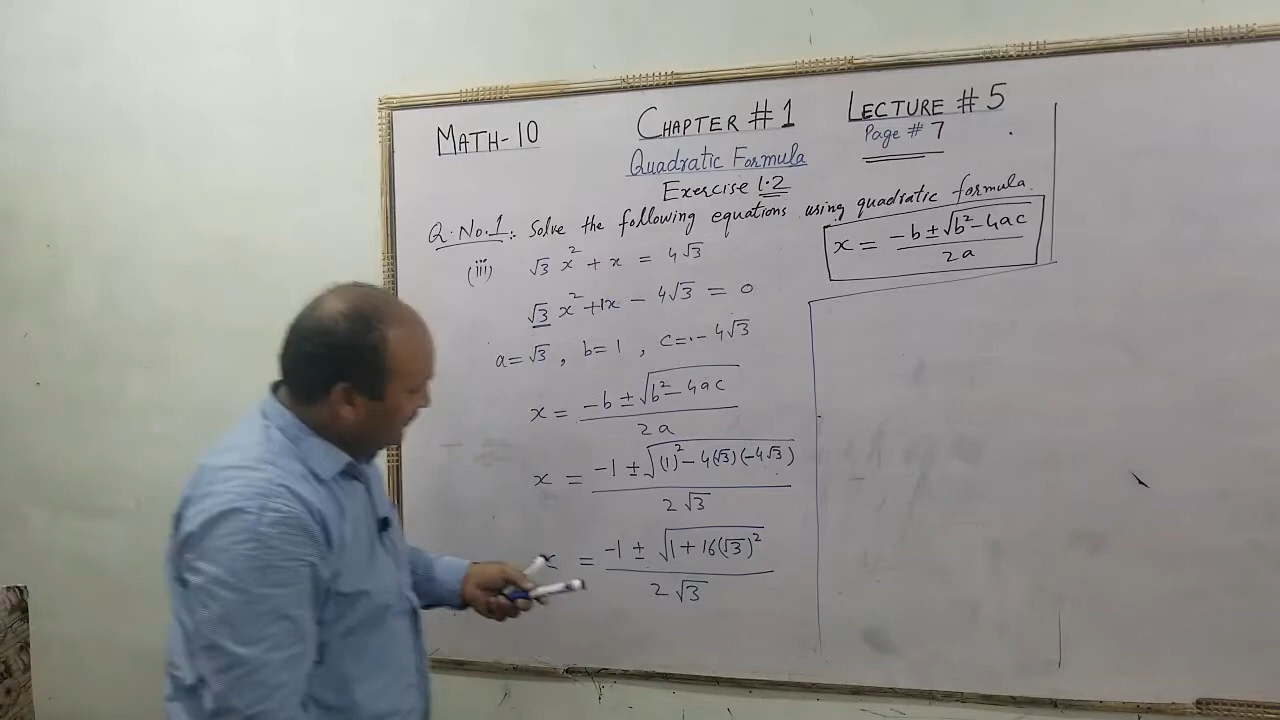 MATH-10
CHAPTER #1
LECTURE #5
Page # 7
Quadratic Formula
Exercise 1.2
Q.No.1:. Solve the following equations using quadratic formula.
x = (-b ± √(b² - 4ac)) / 2a
(iii) √3 x² + x = 4√3
√3 x² + 1x - 4√3 = 0
a = √3 , b = 1 , c = -4√3
x = (-b ± √(b² - 4ac)) / 2a
x = (-1 ± √((1)² - 4(√3)(-4√3))) / 2√3
x = (-1 ± √(1 + 16(√3)²)) / 2√3